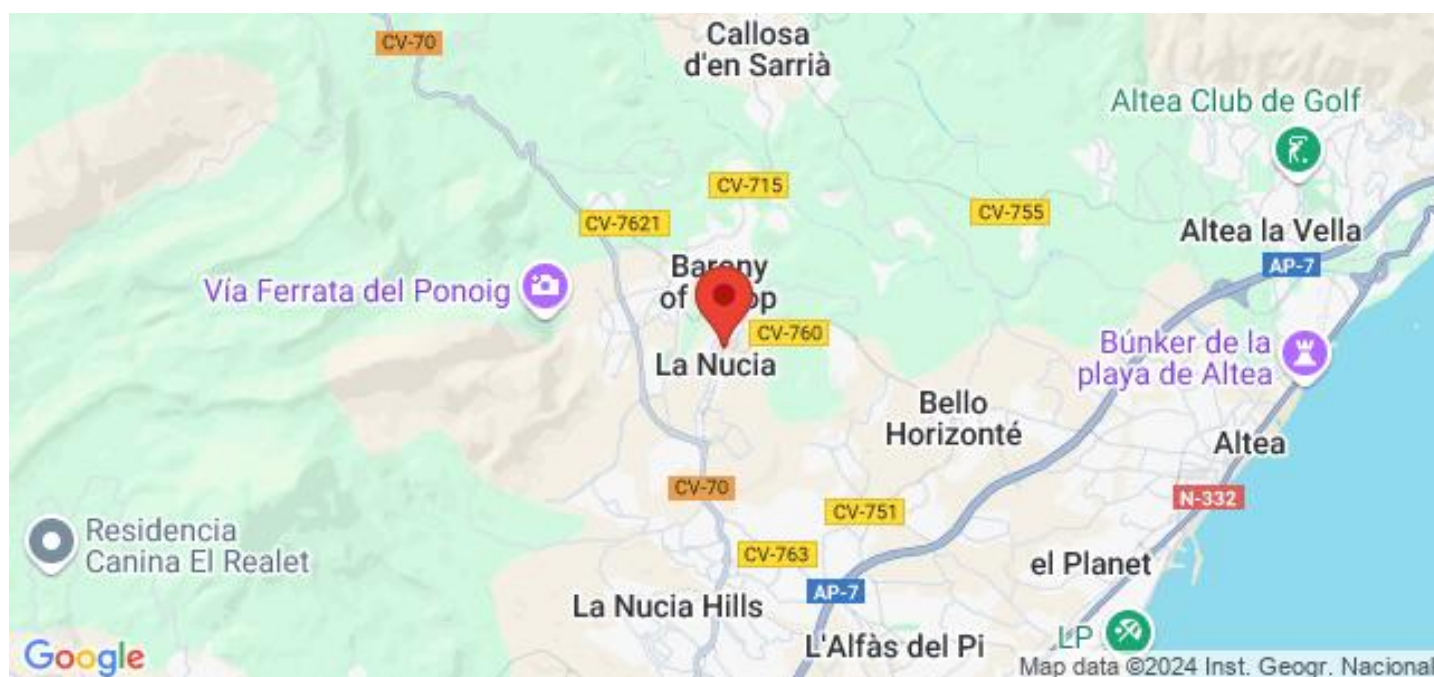 Callosa
d'en Sarrià
CV-70
Altea Club de Golf
CV-715
CV-7621
CV-755
Altea la Vella
AP-7
Barony
Vía Ferrata del Ponoig
of
CV-760
La Nucia
Búnker de la
playa de Altea
Bello
Horizonté
Altea
CV-70
N-332
CV-751
Residencia
Canina El Realet
CV-763
el Planet
AP-7
La Nucia Hills
L'Alfàs del Pi
LP
Google
Map data ©2024 Inst. Geogr. Nacional